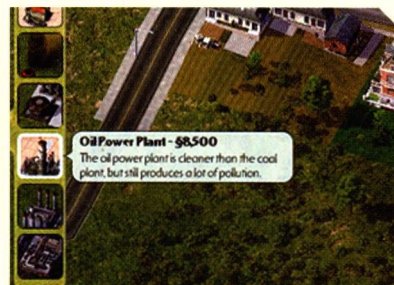 Oil Power Plant - §8,500
The oil power plant is cleaner than the coal
plant, but still produces a lot of pollution.